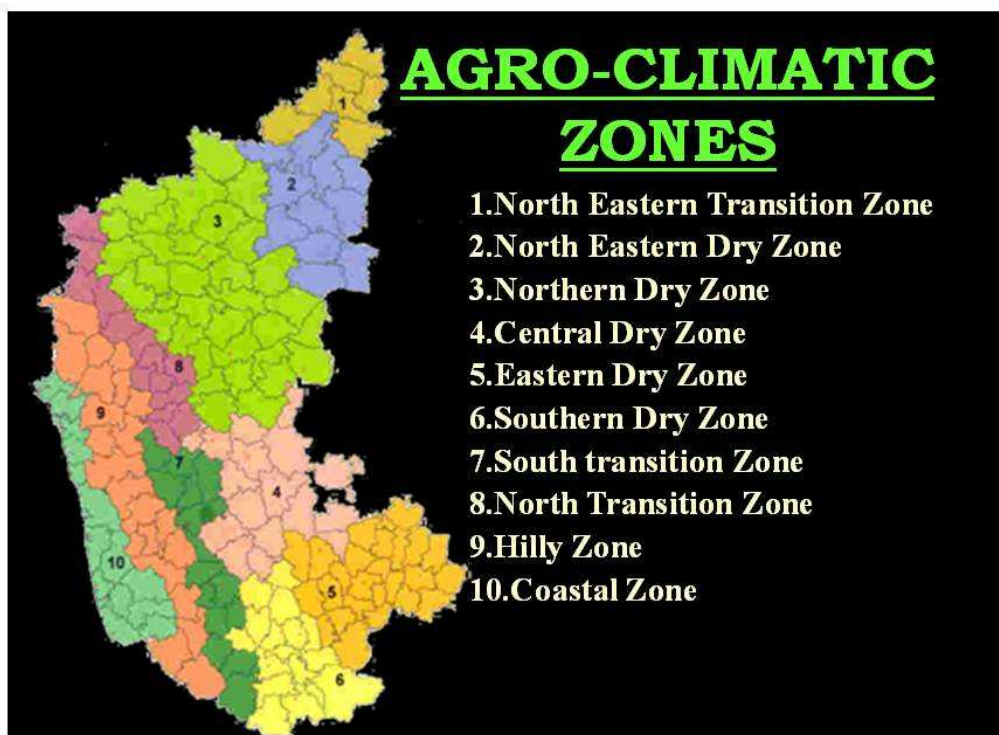 AGRO-CLIMATIC
ZONES
1.North Eastern Transition Zone
2.North Eastern Dry Zone
3.Northern Dry Zone
4.Central Dry Zone
5.Eastern Dry Zone
6.Southern Dry Zone
7.South transition Zone
8.North Transition Zone
9.Hilly Zone
10.Coastal Zone
1
2
3
8
9
7
4
10
5
6